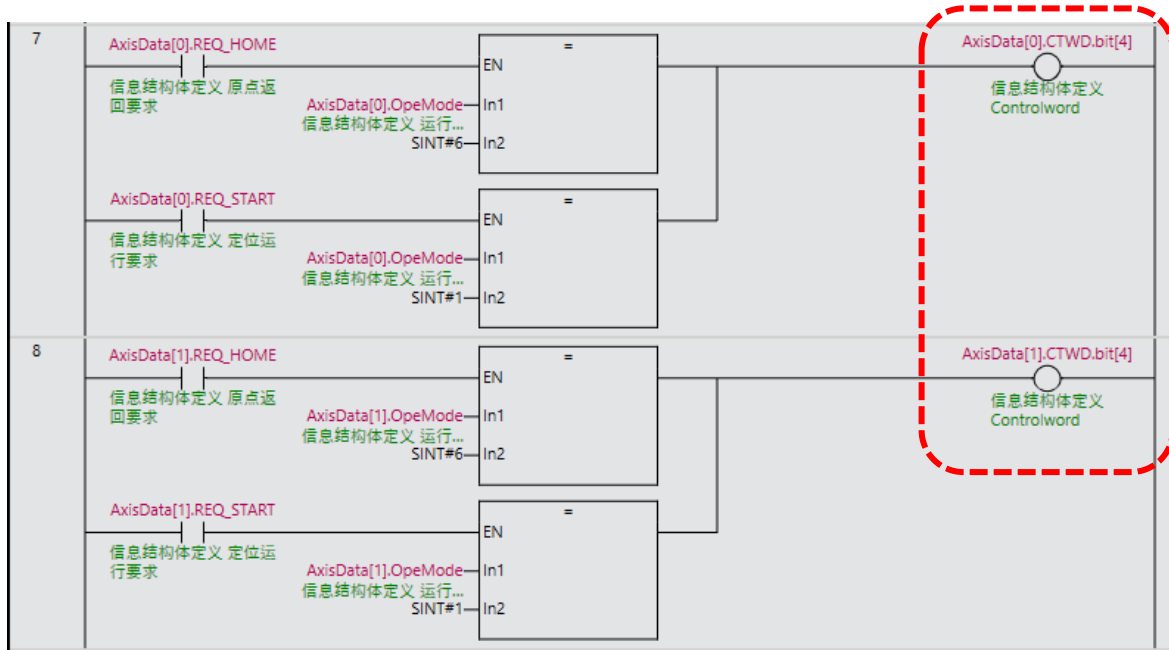 7
AxisData[0].REQ_HOME
信息结构体定义 原点返
回要求
=
EN
AxisData[0].OpeMode
In1
信息结构体定义 运行...
SINT#6
In2
AxisData[0].CTWD.bit[4]
信息结构体定义
Controlword
AxisData[0].REQ_START
信息结构体定义 定位运
行要求
=
EN
AxisData[0].OpeMode
In1
信息结构体定义 运行...
SINT#1
In2
8
AxisData[1].REQ_HOME
信息结构体定义 原点返
回要求
=
EN
AxisData[1].OpeMode
In1
信息结构体定义 运行...
SINT#6
In2
AxisData[1].CTWD.bit[4]
信息结构体定义
Controlword
AxisData[1].REQ_START
信息结构体定义 定位运
行要求
=
EN
AxisData[1].OpeMode
In1
信息结构体定义 运行...
SINT#1
In2